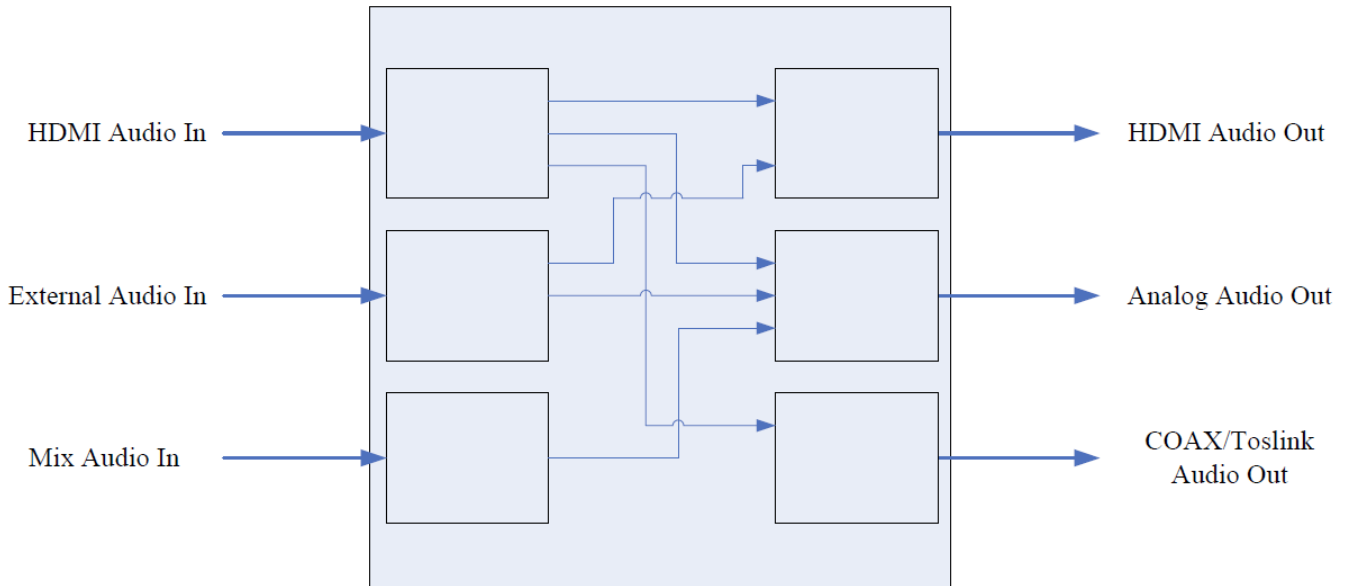 HDMI Audio In
HDMI Audio Out
External Audio In
Analog Audio Out
Mix Audio In
COAX/Toslink
Audio Out